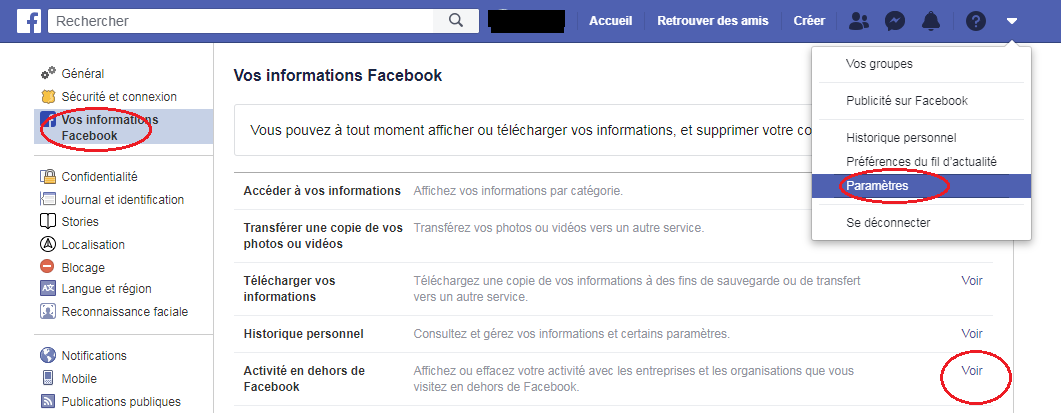 f Rechercher Accueil Retrouver des amis Créer ?
Général
Sécurité et connexion
Vos informations
Facebook
Confidentialité
Journal et identification
Stories
Localisation
Blocage
Langue et région
Reconnaissance faciale
Notifications
Mobile
Publications publiques
Vos informations Facebook
Vous pouvez à tout moment afficher ou télécharger vos informations, et supprimer votre co
Accéder à vos informations Affichez vos informations par catégorie.
Transférer une copie de vos Transférez vos photos ou vidéos vers un autre service.
photos ou vidéos
Télécharger vos Téléchargez une copie de vos informations à des fins de sauvegarde ou de transfert Voir
informations vers un autre service.
Historique personnel Consultez et gérez vos informations et certains paramètres. Voir
Activité en dehors de Affichez ou effacez votre activité avec les entreprises et les organisations que vous Voir
Facebook visitez en dehors de Facebook.
Vos groupes
Publicité sur Facebook
Historique personnel
Préférences du fil d'actualité
Paramètres
Se déconnecter